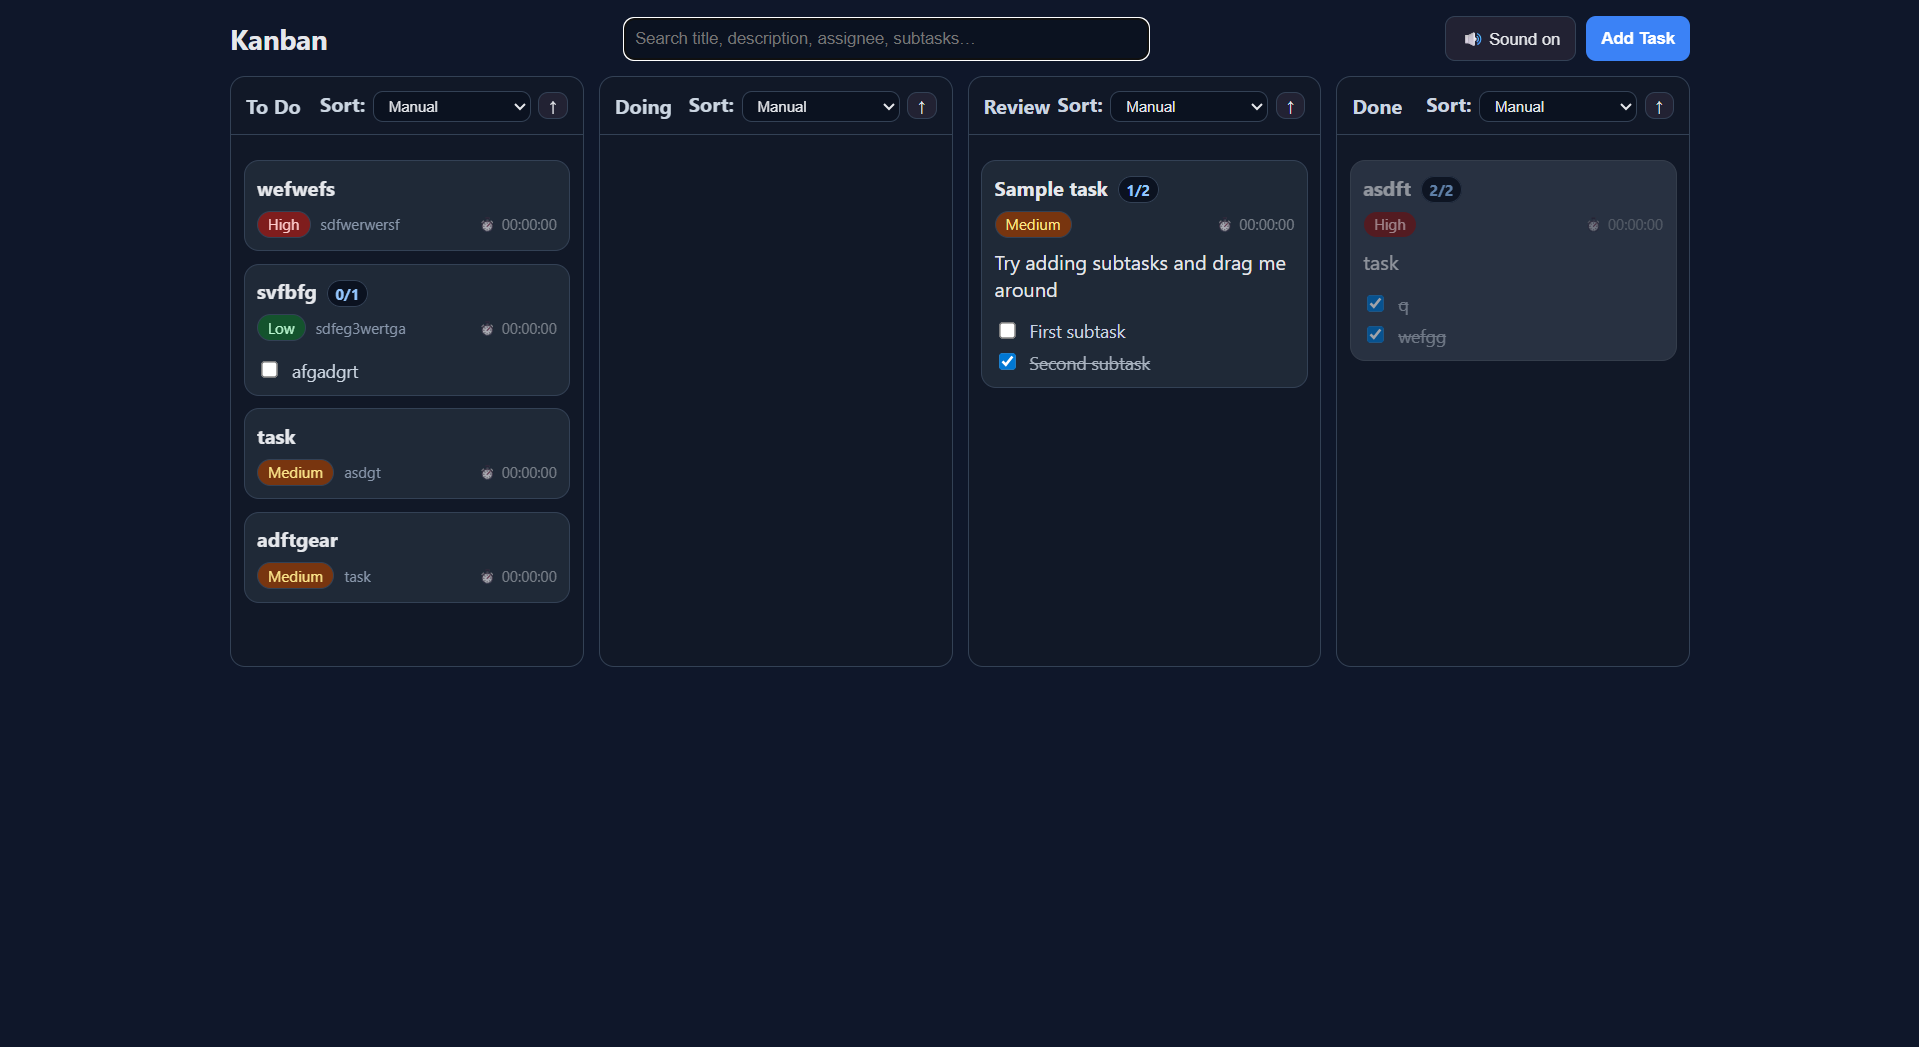 Kanban
Search title, description, assignee, subtasks…
Sound on
Add Task
To Do Sort: Manual ↑
wefwefs
High sdfwerwersf 00:00:00
svfbfg 0/1
Low sdfeg3wertga 00:00:00
afgadgrt
task
Medium asdgt 00:00:00
adftgear
Medium task 00:00:00
Doing Sort: Manual ↑
Review Sort: Manual ↑
Sample task 1/2
Medium 00:00:00
Try adding subtasks and drag me
around
First subtask
Second subtask
Done Sort: Manual ↑
asdft 2/2
High 00:00:00
task
q
wefgg